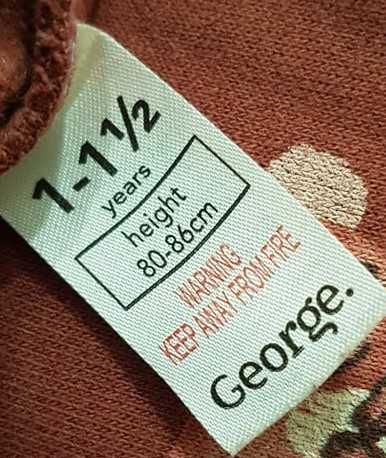 1-1½
years
height
80-86cm
WARNING
KEEP AWAY FROM FIRE
George.